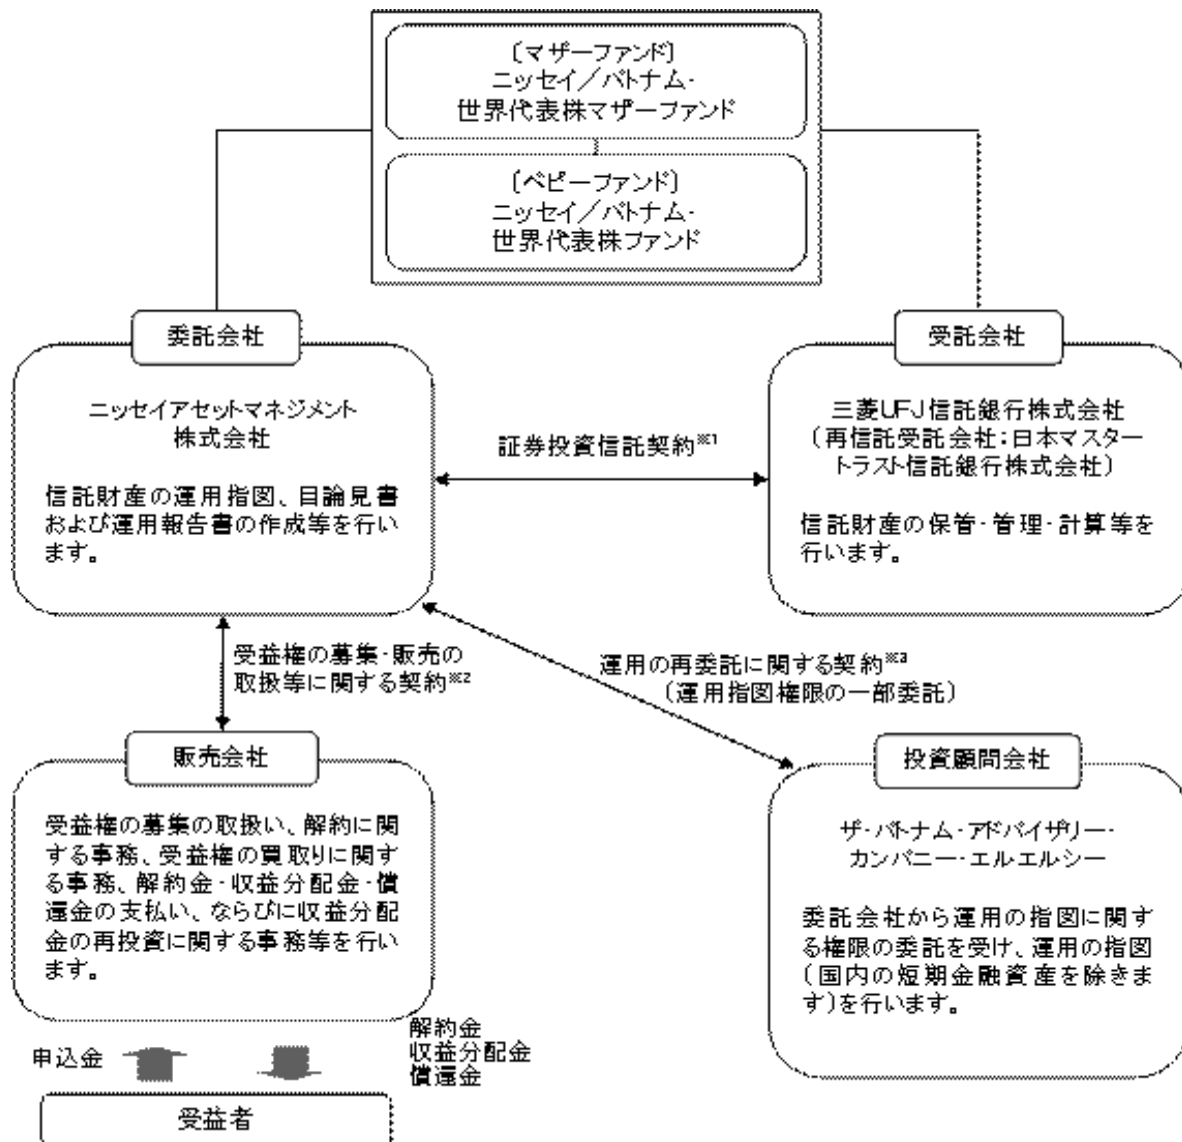 〔マザーファンド〕
ニッセイ／パトナム・
世界代表株マザーファンド
〔ベビーファンド〕
ニッセイ／パトナム・
世界代表株ファンド
委託会社
ニッセイアセットマネジメント
株式会社
信託財産の運用指図、目論見書
および運用報告書の作成等を行い
ます。
証券投資信託契約※1
受託会社
三菱UFJ信託銀行株式会社
（再信託受託会社：日本マスター
トラスト信託銀行株式会社）
信託財産の保管・管理・計算等を
行います。
受益権の募集・販売の
取扱等に関する契約※2
運用の再委託に関する契約※3
（運用指図権限の一部委託）
販売会社
受益権の募集の取扱い、解約に関
する事務、受益権の買取りに関す
る事務、解約金・収益分配金・償
還金の支払い、ならびに収益分配
金の再投資に関する事務等を行い
ます。
投資顧問会社
ザ・パトナム・アドバイザリー・
カンパニー・エルエルシー
委託会社から運用の指図に関す
る権限の委託を受け、運用の指図
（国内の短期金融資産を除きま
す）を行います。
申込金
解約金
収益分配金
償還金
受益者